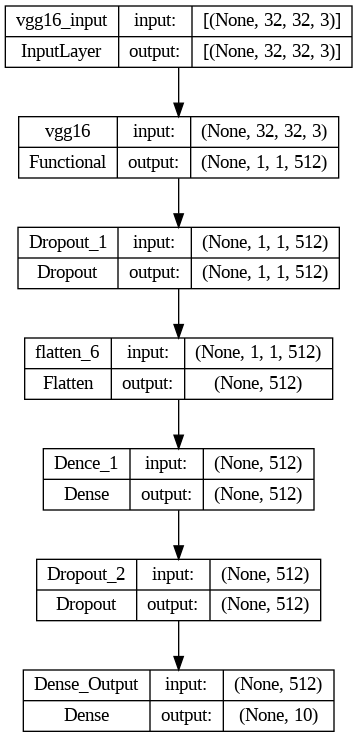 vgg16_input input: [(None, 32, 32, 3)]
InputLayer output: [(None, 32, 32, 3)]
vgg16 input: (None, 32, 32, 3)
Functional output: (None, 1, 1, 512)
Dropout_1 input: (None, 1, 1, 512)
Dropout output: (None, 1, 1, 512)
flatten_6 input: (None, 1, 1, 512)
Flatten output: (None, 512)
Dence_1 input: (None, 512)
Dense output: (None, 512)
Dropout_2 input: (None, 512)
Dropout output: (None, 512)
Dense_Output input: (None, 512)
Dense output: (None, 10)